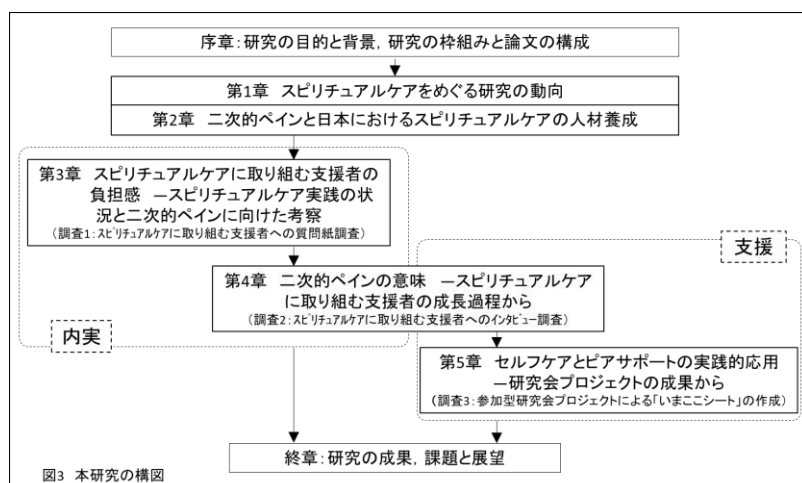 序章：研究の目的と背景，研究の枠組みと論文の構成
第1章 スピリチュアルケアをめぐる研究の動向
第2章 二次的ペインと日本におけるスピリチュアルケアの人材養成
第3章 スピリチュアルケアに取り組む支援者の
負担感 ―スピリチュアルケア実践の状
況と二次的ペインに向けた考察
（調査1：スピリチュアルケアに取り組む支援者への質問紙調査）
支援
第4章 二次的ペインの意味 ―スピリチュアルケア
に取り組む支援者の成長過程から
（調査2：スピリチュアルケアに取り組む支援者へのインタビュー調査）
内実
第5章 セルフケアとピアサポートの実践的応用
―研究会プロジェクトの成果から
（調査3：参加型研究会プロジェクトによる「いまここシート」の作成）
終章：研究の成果，課題と展望
図3 本研究の構図